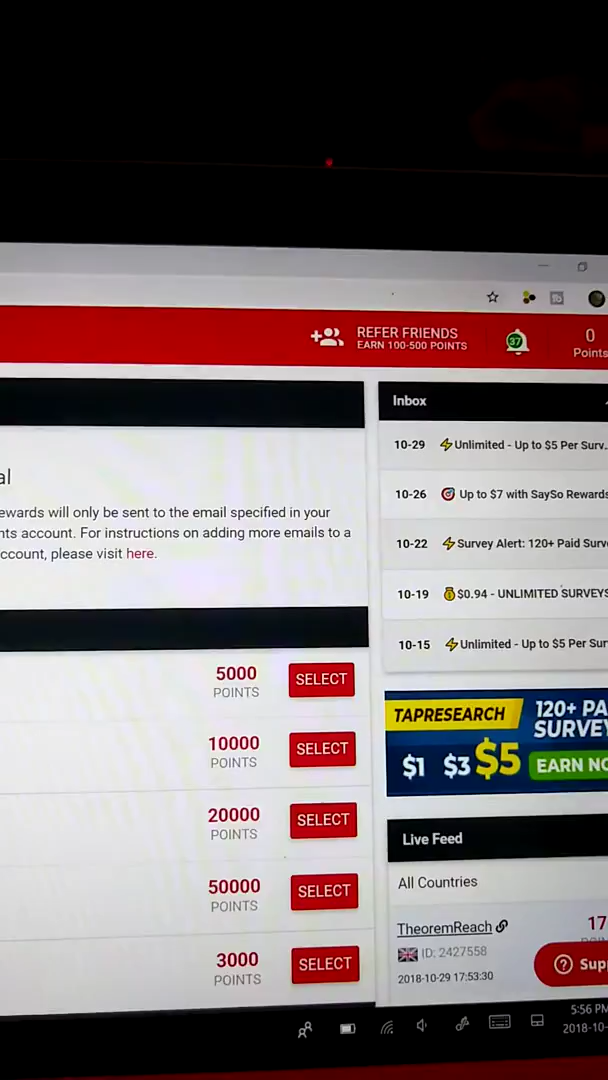 REFER FRIENDS
EARN 100-500 POINTS
37
0
Points
al
ewards will only be sent to the email specified in your
nts account. For instructions on adding more emails to a
ccount, please visit here.
5000
POINTS
SELECT
10000
POINTS
SELECT
20000
POINTS
SELECT
50000
POINTS
SELECT
3000
POINTS
SELECT
Inbox
10-29 ⚡Unlimited - Up to $5 Per Surv..
10-26 Up to $7 with SaySo Rewards
10-22 ⚡Survey Alert: 120+ Paid Surv
10-19 $0.94 - UNLIMITED SURVEYS
10-15 ⚡Unlimited - Up to $5 Per Sur
TAPRESEARCH
120+ PA
SURVEY
$1 $3 $5
EARN NO
Live Feed
All Countries
TheoremReach
17
ID: 2427558
2018-10-29 17:53:30
Supp
5:56 PM
2018-10-